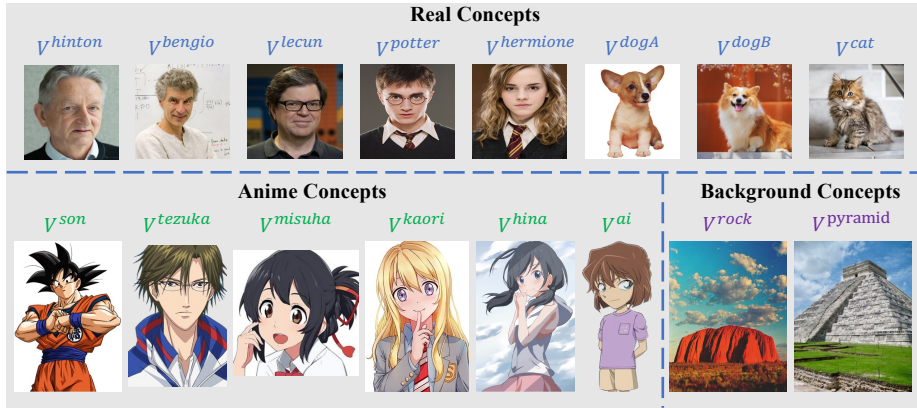 Real Concepts
V^hinton V^bengio V^lecun V^potter V^hermione V^dogA V^dogB V^cat
Anime Concepts
V^son V^tezuka V^misuha V^kaori V^hina V^ai
Background Concepts
V^rock V^pyramid